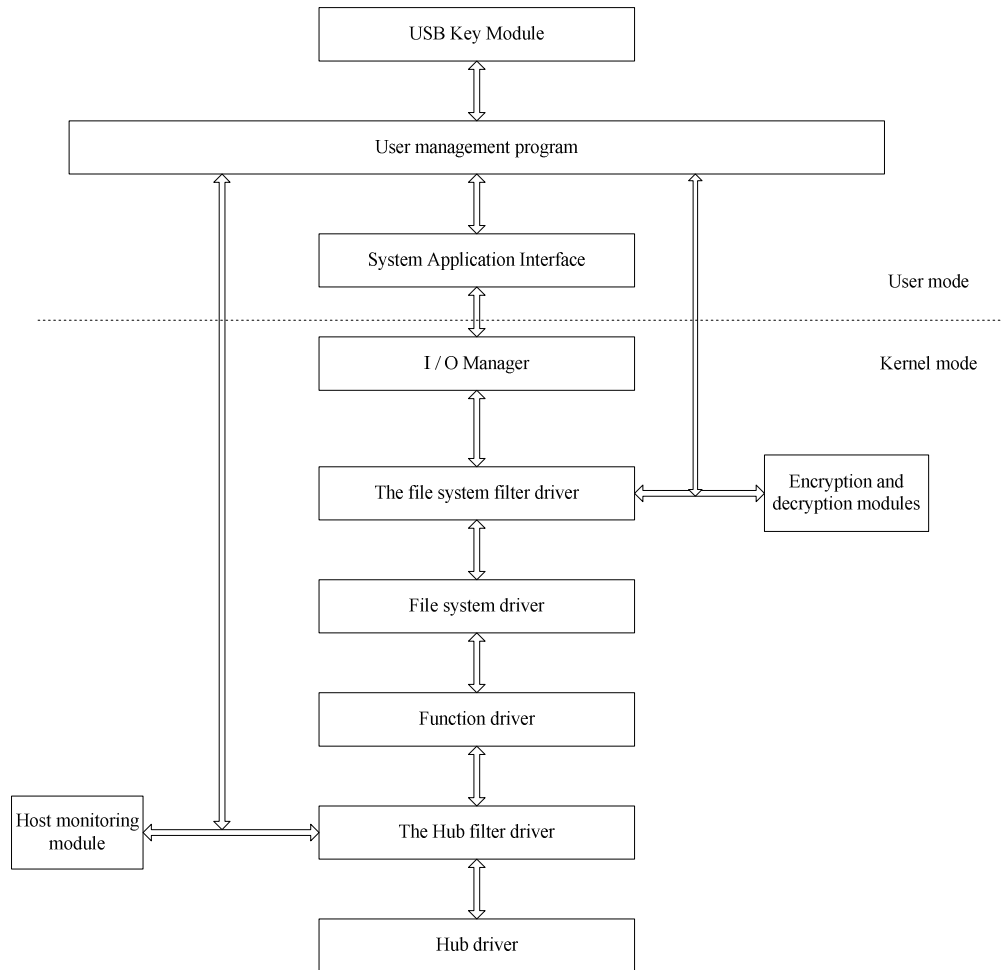 USB Key Module
User management program
System Application Interface
User mode
I / O Manager
Kernel mode
The file system filter driver
Encryption and
decryption modules
File system driver
Function driver
Host monitoring
module
The Hub filter driver
Hub driver